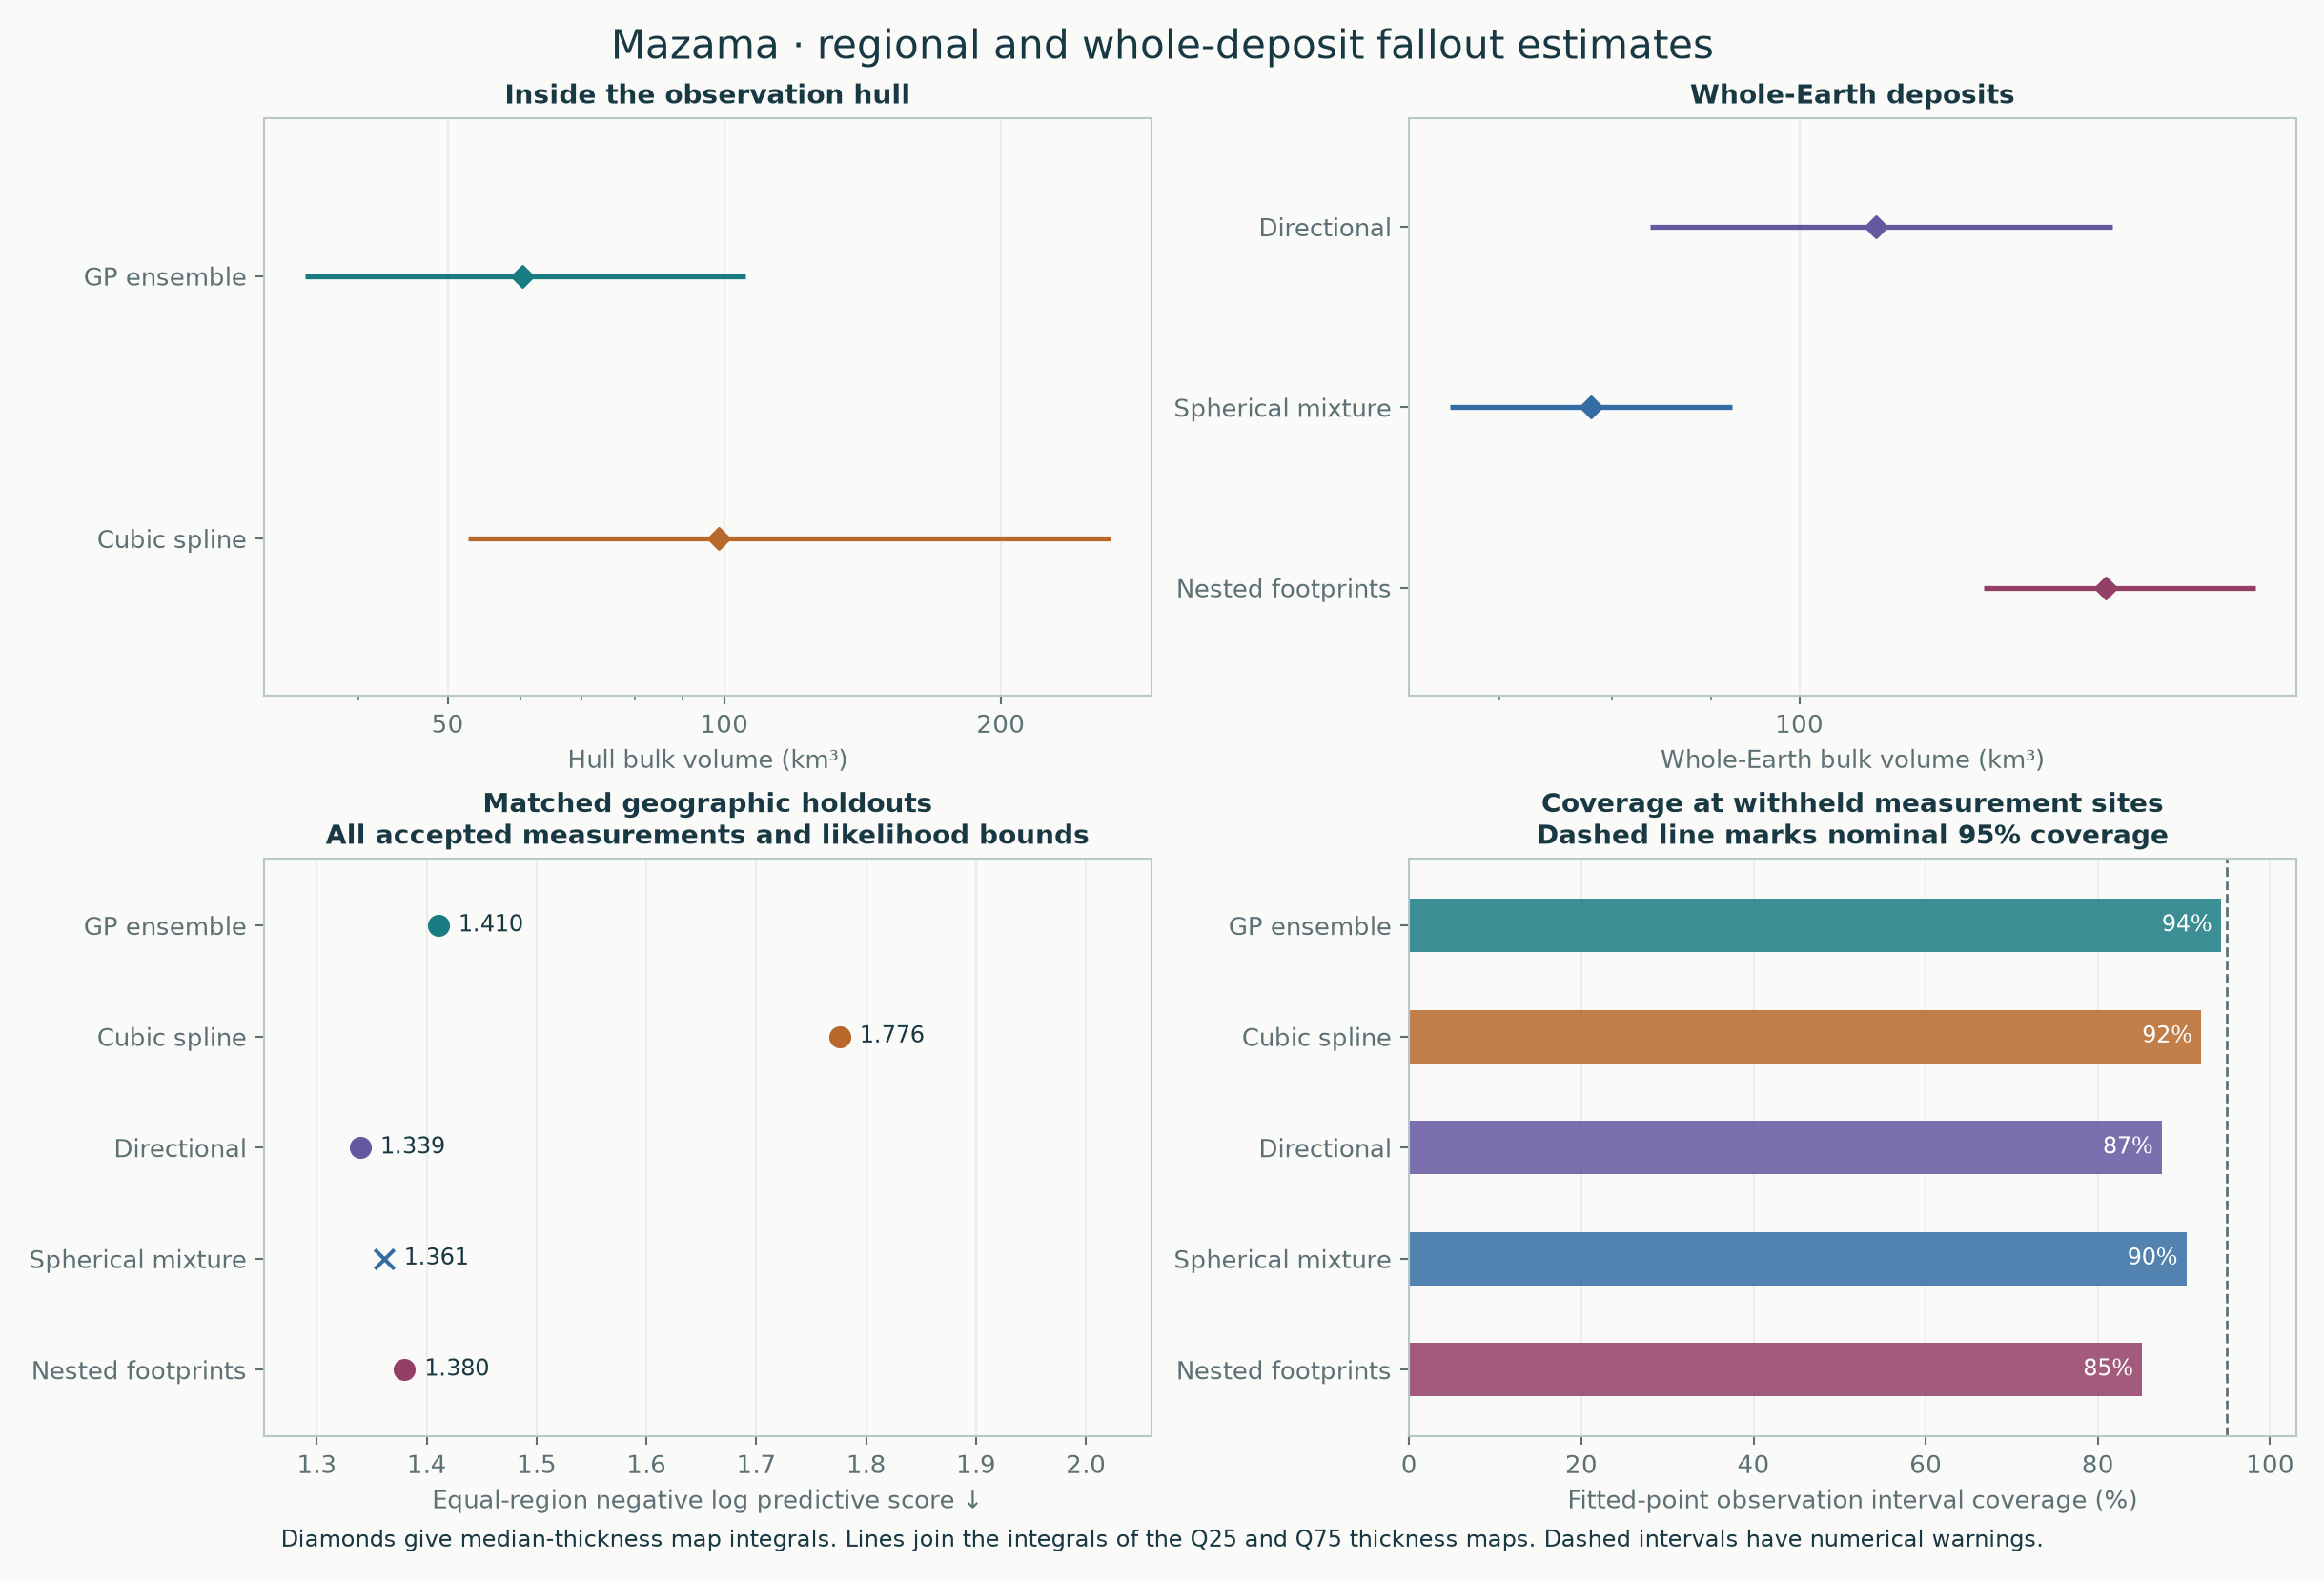 Mazama · regional and whole-deposit fallout estimates
Inside the observation hull
GP ensemble
Cubic spline
50
100
200
Hull bulk volume (km³)
Whole-Earth deposits
Directional
Spherical mixture
Nested footprints
100
Whole-Earth bulk volume (km³)
Matched geographic holdouts
All accepted measurements and likelihood bounds
GP ensemble
1.410
Cubic spline
1.776
Directional
1.339
Spherical mixture
1.361
Nested footprints
1.380
1.3
1.4
1.5
1.6
1.7
1.8
1.9
2.0
Equal-region negative log predictive score ↓
Coverage at withheld measurement sites
Dashed line marks nominal 95% coverage
GP ensemble
94%
Cubic spline
92%
Directional
87%
Spherical mixture
90%
Nested footprints
85%
0
20
40
60
80
100
Fitted-point observation interval coverage (%)
Diamonds give median-thickness map integrals. Lines join the integrals of the Q25 and Q75 thickness maps. Dashed intervals have numerical warnings.